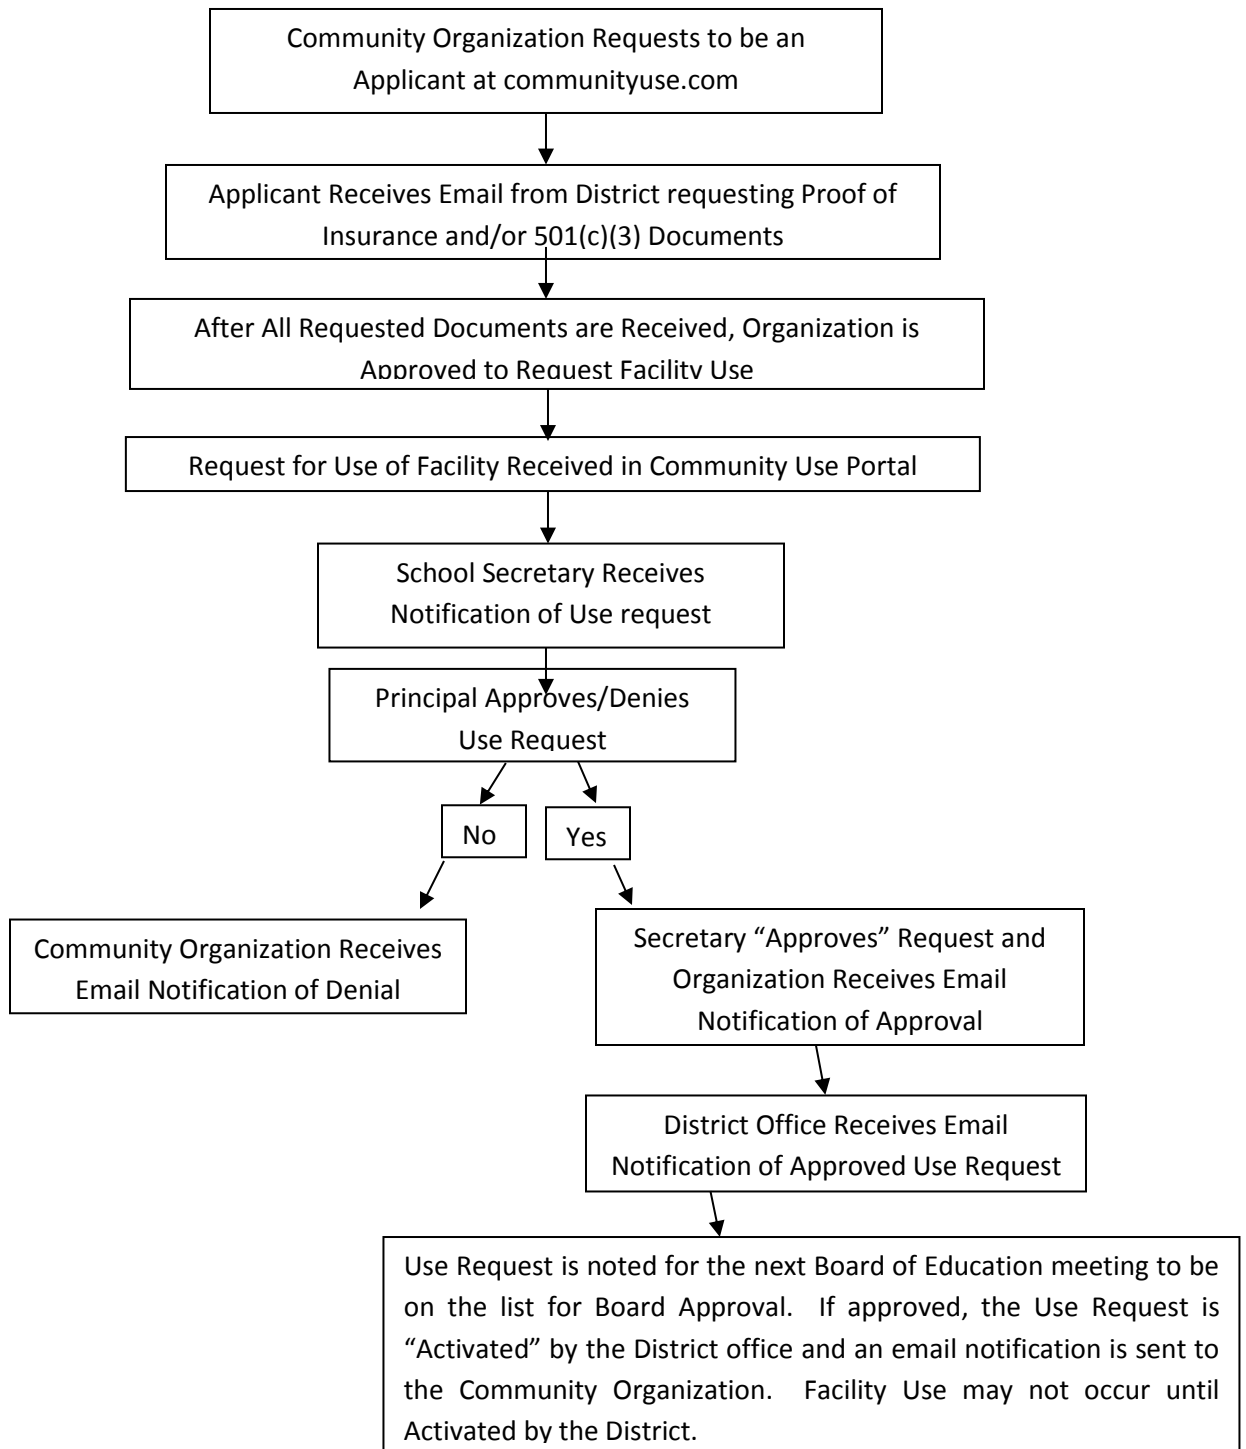 Community Organization Requests to be an
Applicant at communityuse.com
Applicant Receives Email from District requesting Proof of
Insurance and/or 501(c)(3) Documents
After All Requested Documents are Received, Organization is
Approved to Request Facility Use
Request for Use of Facility Received in Community Use Portal
School Secretary Receives
Notification of Use request
Principal Approves/Denies
Use Request
No
Yes
Community Organization Receives
Email Notification of Denial
Secretary “Approves” Request and
Organization Receives Email
Notification of Approval
District Office Receives Email
Notification of Approved Use Request
Use Request is noted for the next Board of Education meeting to be
on the list for Board Approval. If approved, the Use Request is
“Activated” by the District office and an email notification is sent to
the Community Organization. Facility Use may not occur until
Activated by the District.